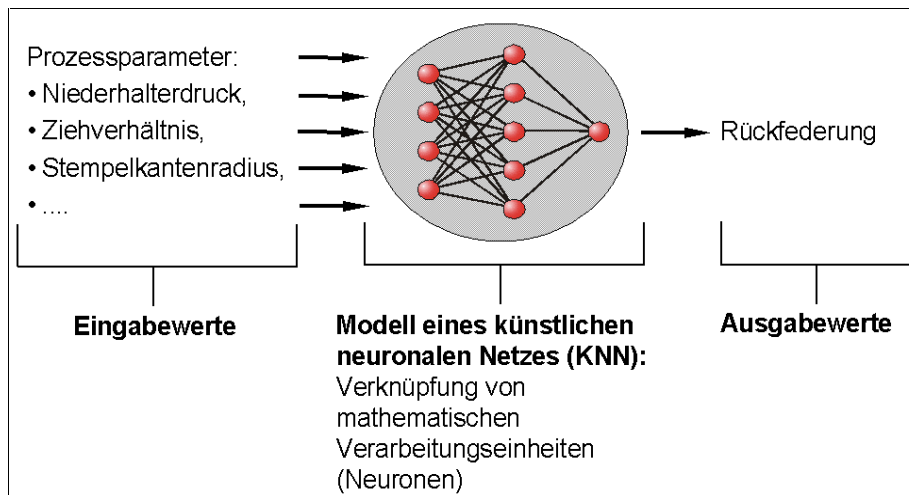 Prozessparameter:
• Niederhalterdruck,
• Ziehverhältnis,
• Stempelkantenradius,
• ....
Rückfederung
Eingabewerte
Modell eines künstlichen
neuronalen Netzes (KNN):
Verknüpfung von
mathematischen
Verarbeitungseinheiten
(Neuronen)
Ausgabewerte